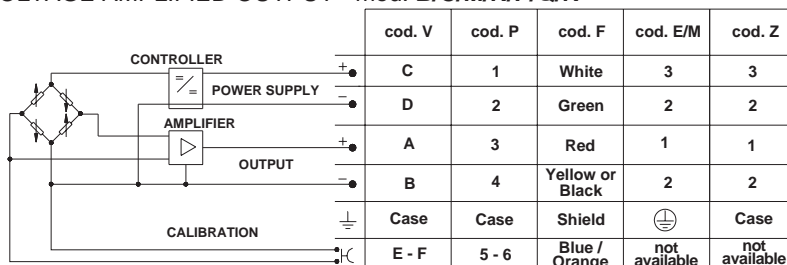 cod. V cod. P cod. F cod. E/M cod. Z
CONTROLLER
+ C 1 White 3 3
POWER SUPPLY
− D 2 Green 2 2
AMPLIFIER
+ A 3 Red 1 1
OUTPUT
− B 4 Yellow or Black 2 2
CALIBRATION
Case Case Shield Case
E - F 5 - 6 Blue / Orange not available not available